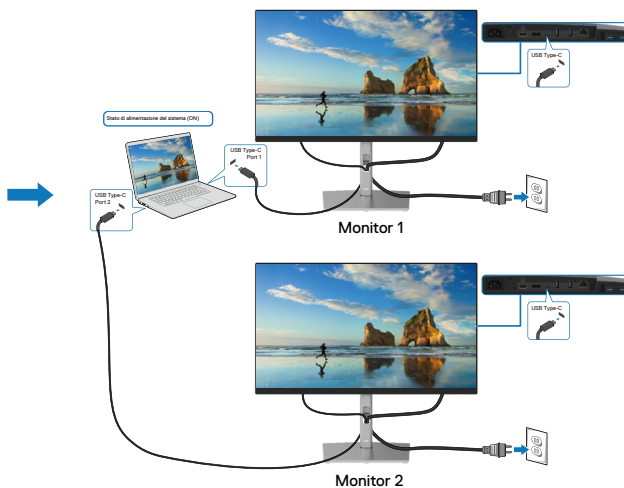 USB Type-C
Stato di alimentazione del sistema (ON)
USB Type-C
Port 1
USB Type-C
Port 2
Monitor 1
USB Type-C
Monitor 2